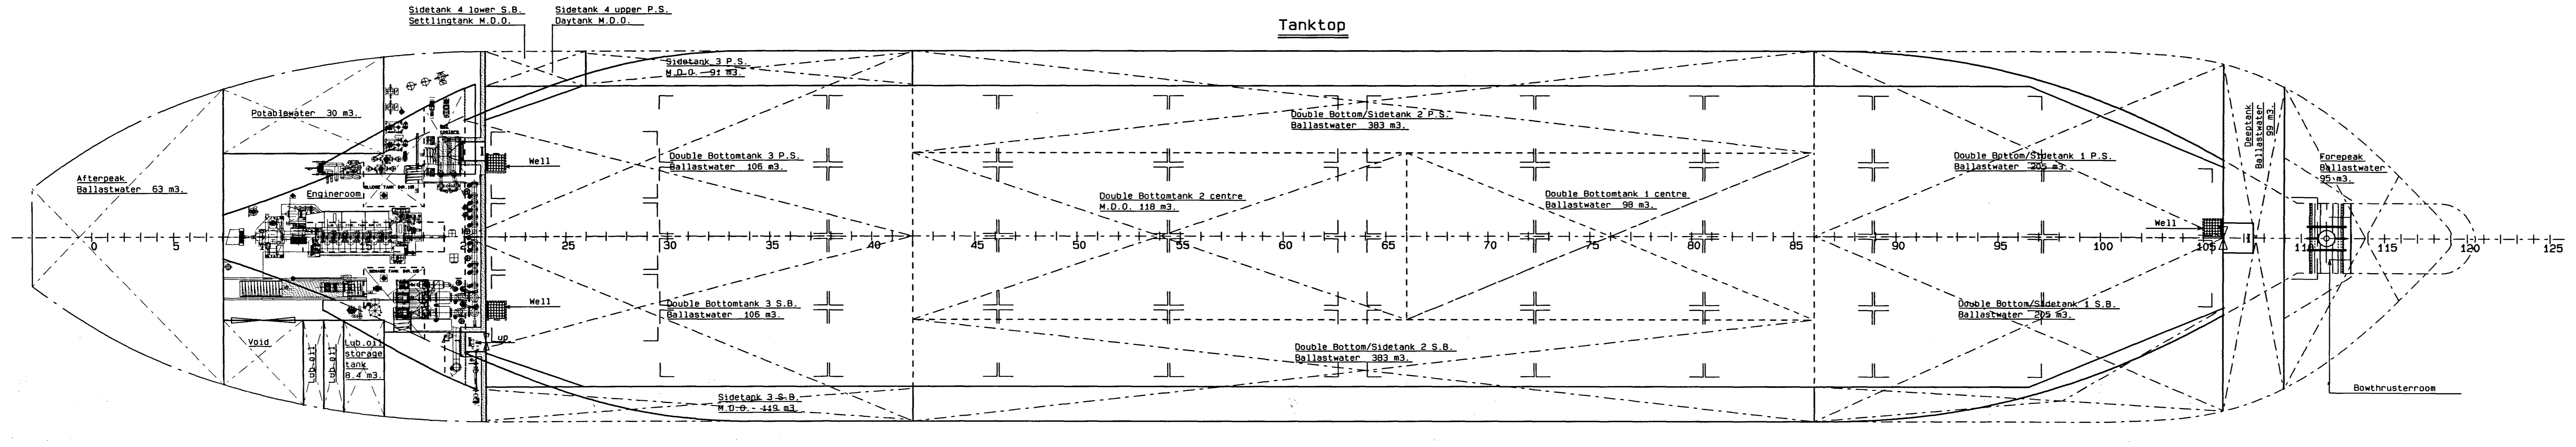 Sidetank 4 lower S.B.
Settlingtank M.D.O.
Sidetank 4 upper P.S.
Daytank M.D.O.
Tanktop
Sidetank 3 P.S.
M.D.O. 91 m3.
Potablewater 30 m3.
Double Bottom/Sidetank 2 P.S.
Ballastwater 383 m3.
Deeptank
Ballastwater
99 m3.
Well
Double Bottomtank 3 P.S.
Ballastwater 106 m3.
Double Bottom/Sidetank 1 P.S.
Ballastwater 205 m3.
Forepeak
Ballastwater
95 m3.
Afterpeak
Ballastwater 63 m3.
Engineroom
Double Bottomtank 2 centre
M.D.O. 118 m3.
Double Bottomtank 1 centre
Ballastwater 98 m3.
Well
0 5 25 30 35 40 45 50 55 60 65 70 75 80 85 90 95 100 105 110 115 120 125
Well
Double Bottomtank 3 S.B.
Ballastwater 106 m3.
Double Bottom/Sidetank 1 S.B.
Ballastwater 205 m3.
up
Void
Lub.oil
Lub.oil
Lub.oil
storage
tank
8.4 m3.
Double Bottom/Sidetank 2 S.B.
Ballastwater 383 m3.
Bowthrusterroom
Sidetank 3 S.B.
M.D.O. 119 m3.